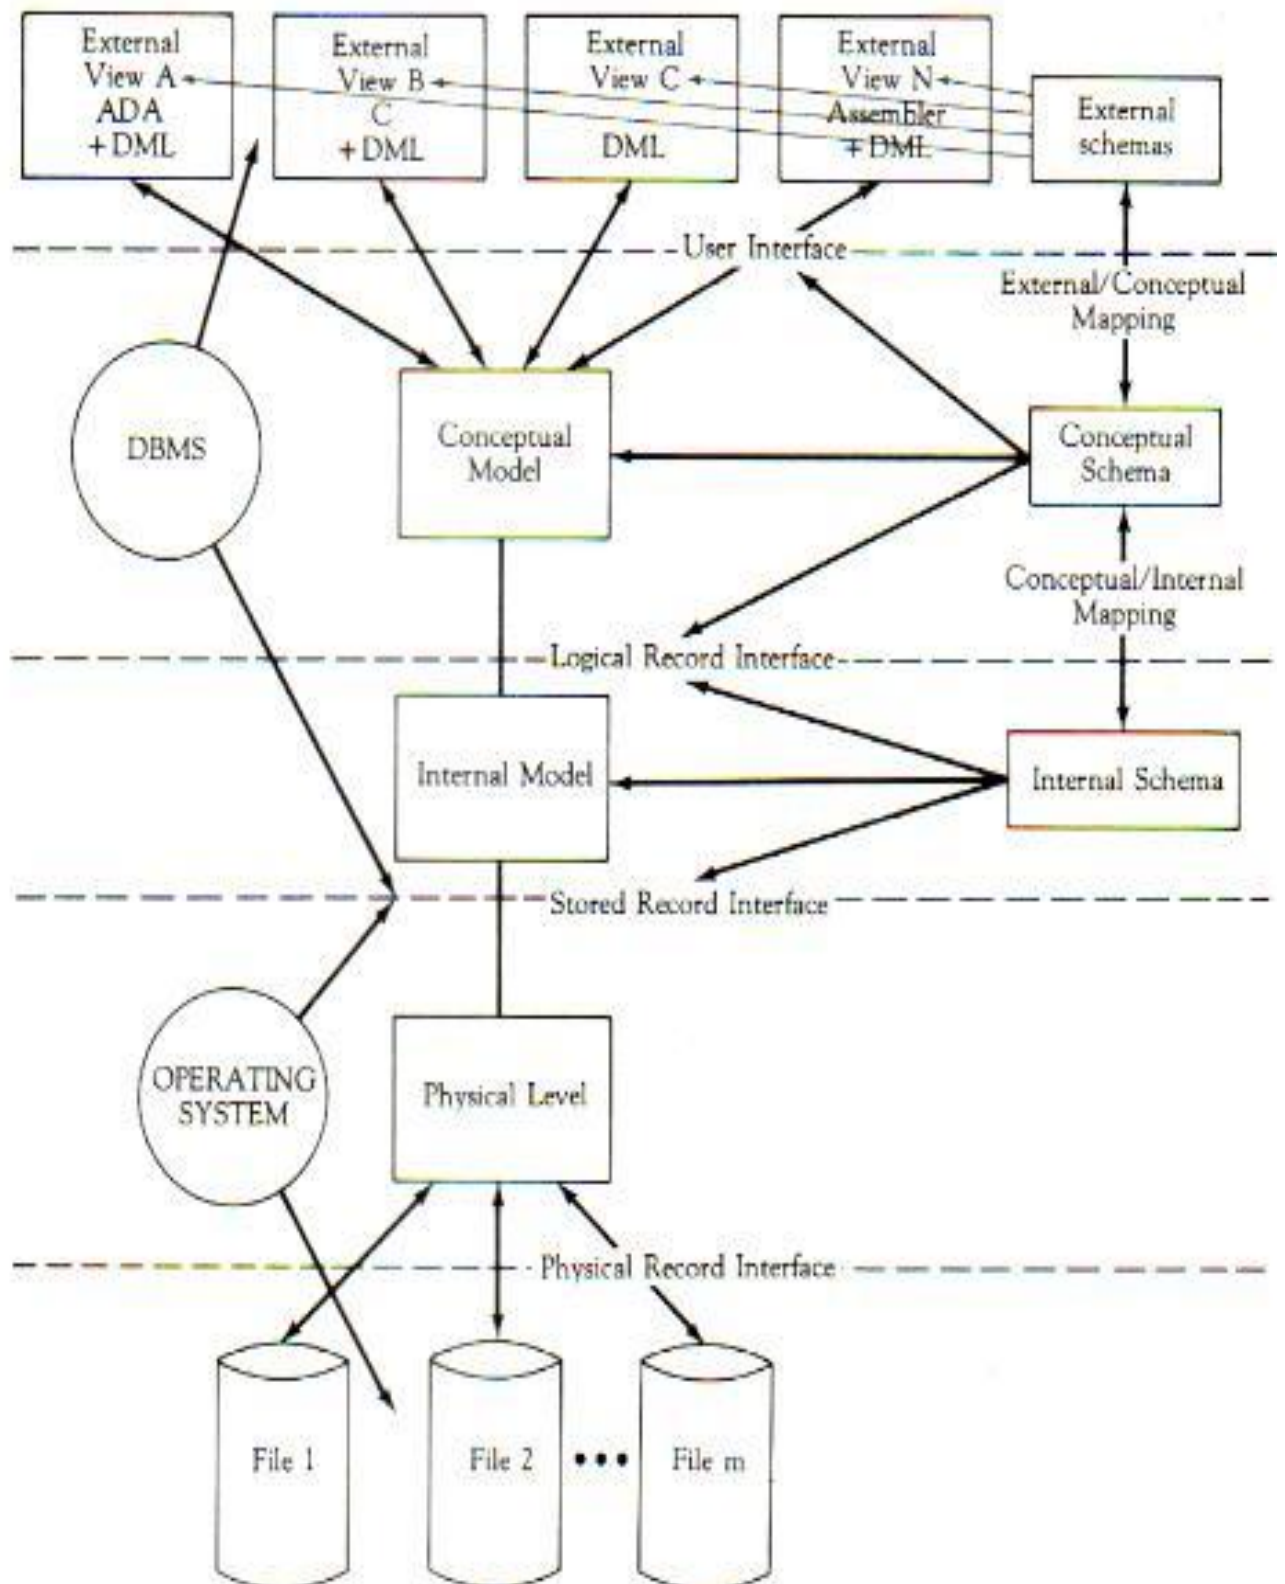 External
View A
ADA
+ DML
External
View B
C
+ DML
External
View C
DML
External
View N
Assembler
+ DML
External
schemas
User Interface
External/Conceptual
Mapping
DBMS
Conceptual
Model
Conceptual
Schema
Conceptual/Internal
Mapping
Logical Record Interface
Internal Model
Internal Schema
Stored Record Interface
OPERATING
SYSTEM
Physical Level
Physical Record Interface
File 1
File 2
File m